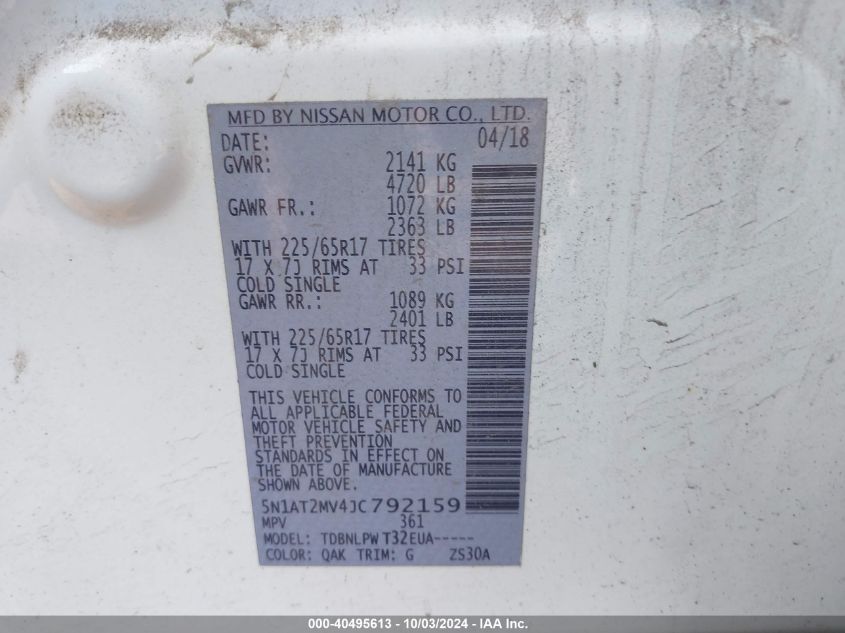 MFD BY NISSAN MOTOR CO., LTD.
DATE: 04/18
GVWR: 2141 KG
4720 LB
GAWR FR.: 1072 KG
2363 LB
WITH 225/65R17 TIRES
17 X 7J RIMS AT 33 PSI
COLD SINGLE
GAWR RR.: 1089 KG
2401 LB
WITH 225/65R17 TIRES
17 X 7J RIMS AT 33 PSI
COLD SINGLE
THIS VEHICLE CONFORMS TO
ALL APPLICABLE FEDERAL
MOTOR VEHICLE SAFETY AND
THEFT PREVENTION
STANDARDS IN EFFECT ON
THE DATE OF MANUFACTURE
SHOWN ABOVE.
5N1AT2MV4JC792159
MPV 361
MODEL: TDBNLPW T32EUA-----
COLOR: QAK TRIM: G ZS30A
000-40495613 - 10/03/2024 - IAA Inc.